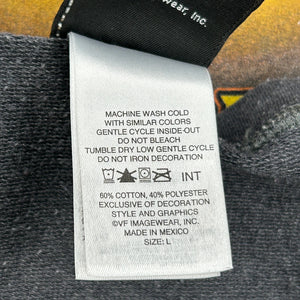 wear, Inc.
MACHINE WASH COLD
WITH SIMILAR COLORS
GENTLE CYCLE INSIDE OUT
DO NOT BLEACH
TUMBLE DRY LOW GENTLE CYCLE
DO NOT IRON DECORATION
INT
60% COTTON, 40% POLYESTER
EXCLUSIVE OF DECORATION
STYLE AND GRAPHICS
©VF IMAGEWEAR, INC.
MADE IN MEXICO
SIZE: L